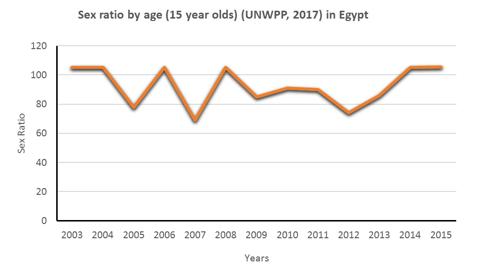 Sex ratio by age (15 year olds) (UNWPP, 2017) in Egypt
120
100
80
60
40
20
0
Sex Ratio
2003 2004 2005 2006 2007 2008 2009 2010 2011 2012 2013 2014 2015
Years